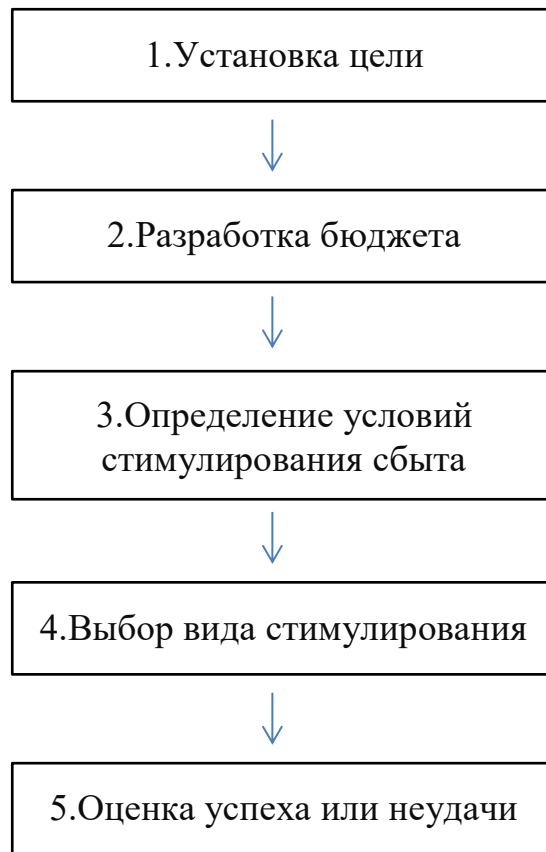 1.Установка цели
2.Разработка бюджета
3.Определение условий
стимулирования сбыта
4.Выбор вида стимулирования
5.Оценка успеха или неудачи